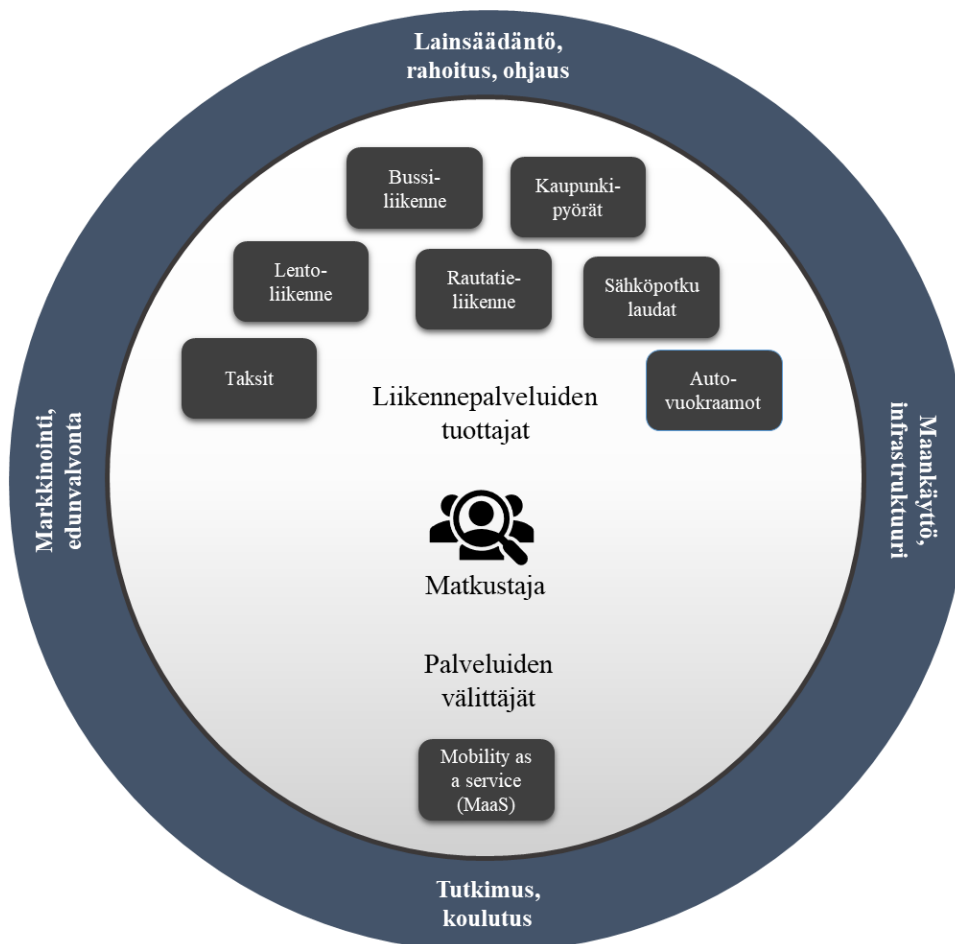 Lainsäädäntö,
rahoitus, ohjaus
Bussi-
liikenne
Kaupunki-
pyörät
Lento-
liikenne
Rautatie-
liikenne
Sähköpotku
laudat
Taksit
Auto-
vuokraamot
Liikennepalveluiden
tuottajat
Markkinointi,
edunvalvonta
Maankäyttö,
infrastruktuuri
Matkustaja
Palveluiden
välittäjät
Mobility as
a service
(MaaS)
Tutkimus,
koulutus